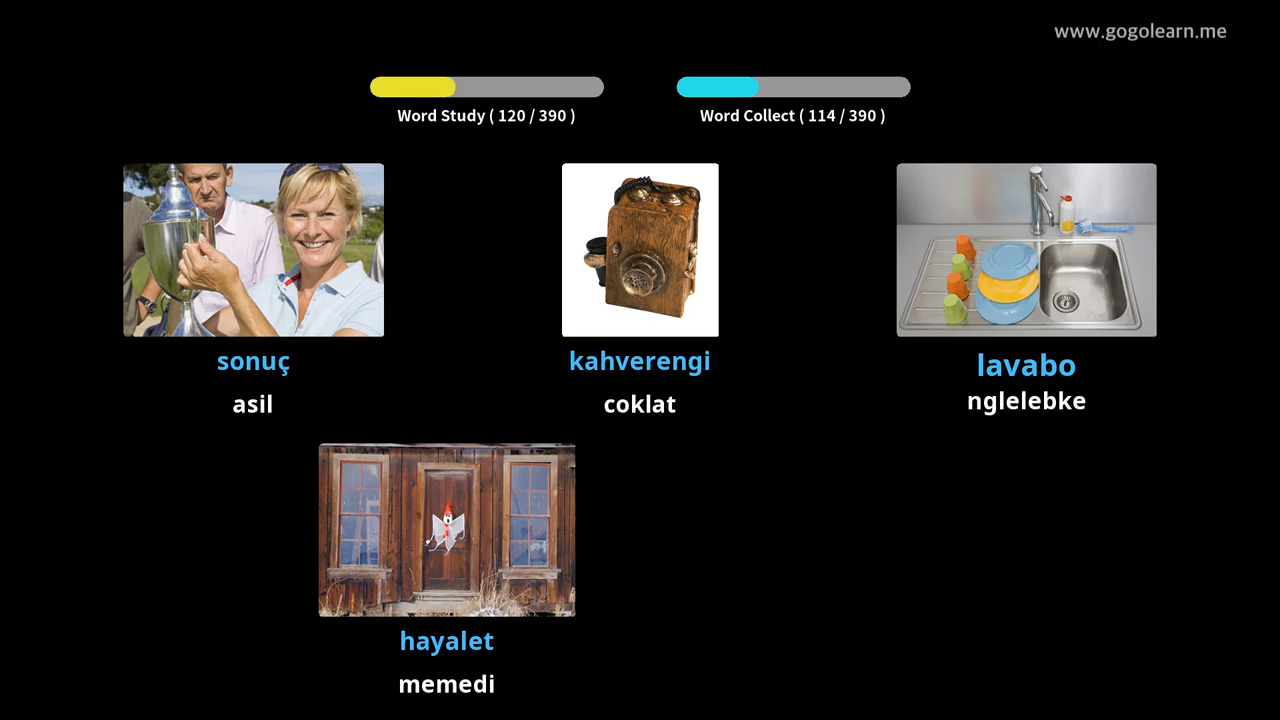 www.gogolearn.me
Word Study ( 120 / 390 )
Word Collect ( 114 / 390 )
sonuç
asil
kahverengi
coklat
lavabo
nglelebke
hayalet
memedi